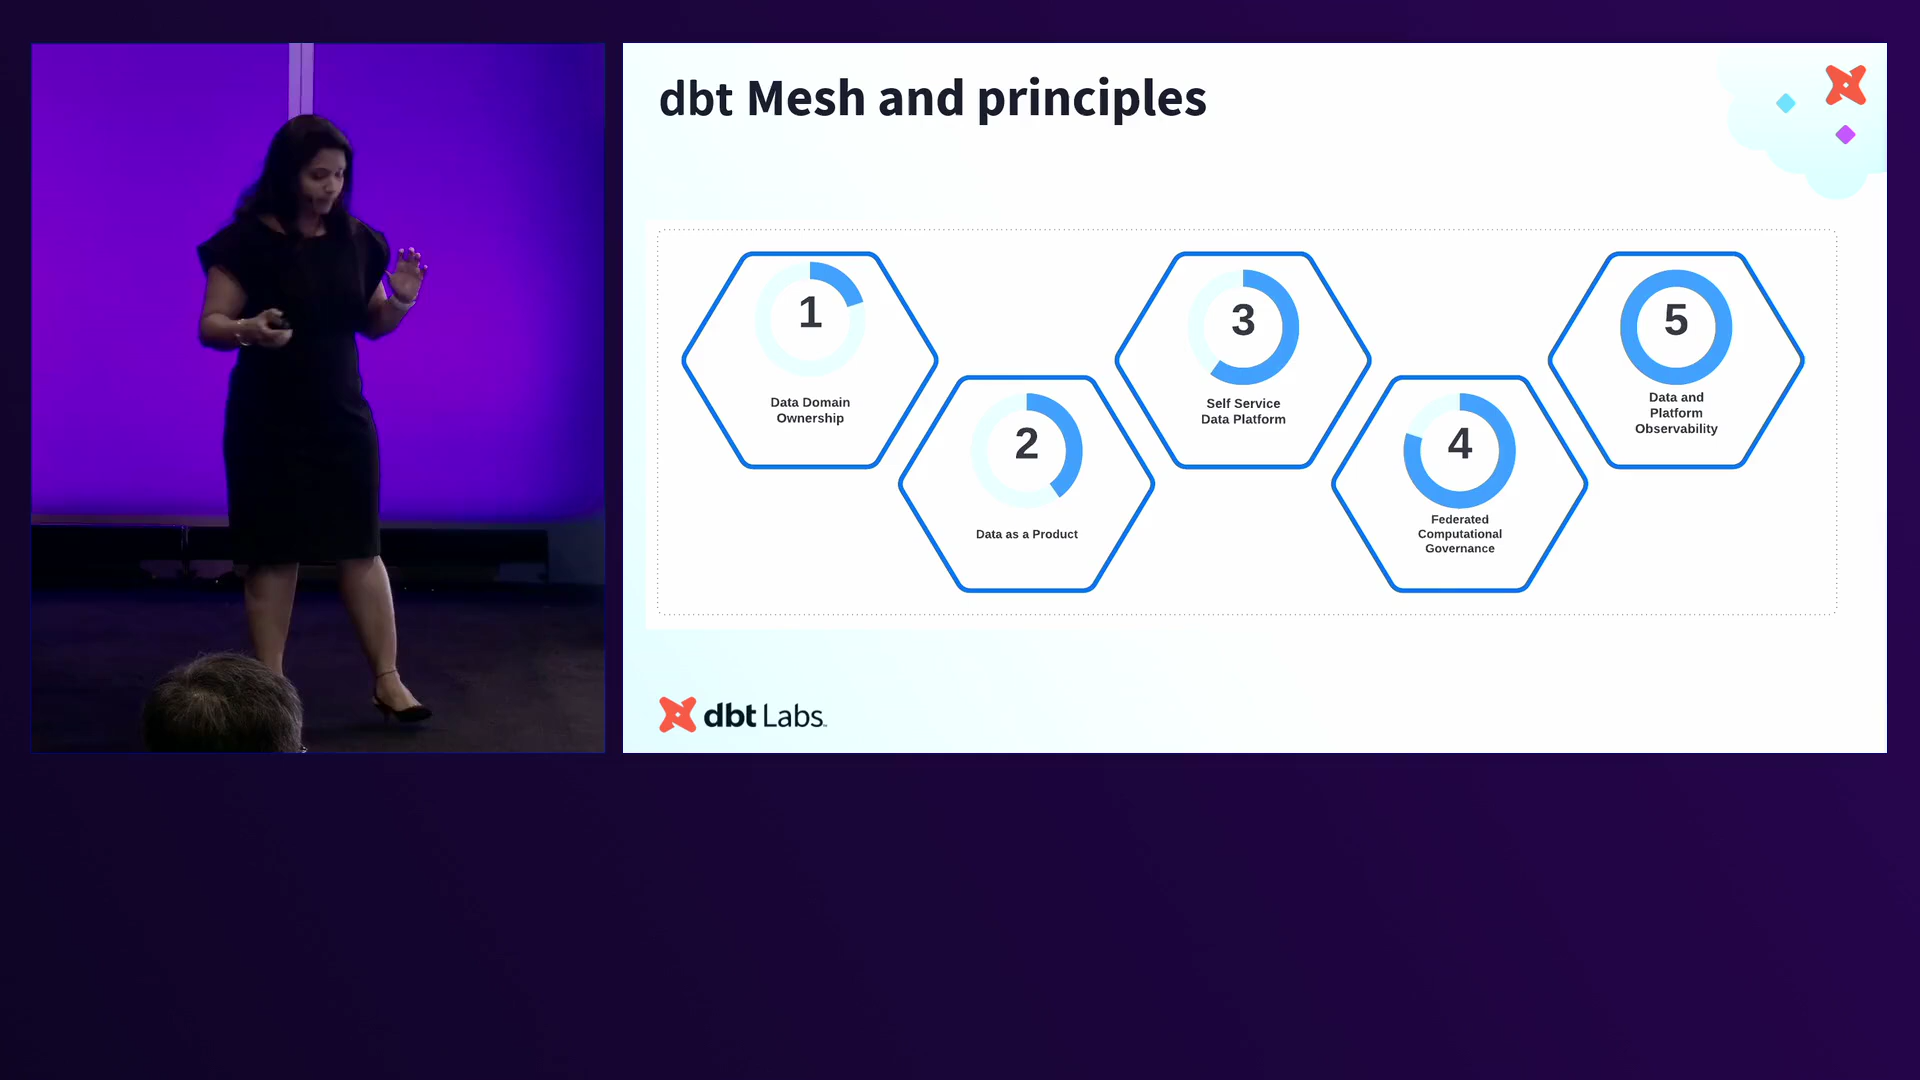 dbt Mesh and principles
1
Data Domain
Ownership
2
Data as a Product
3
Self Service
Data Platform
4
Federated
Computational
Governance
5
Data and
Platform
Observability
dbt Labs